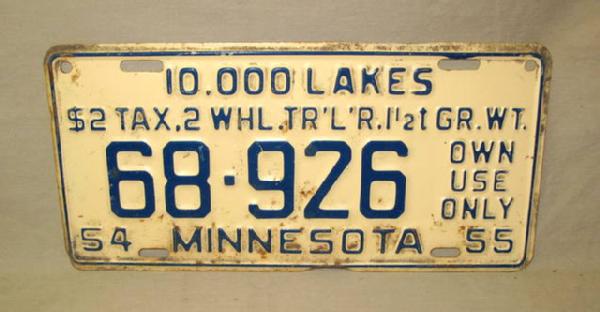 10,000 LAKES
$2 TAX, 2 WHL. TR'L'R. 1½t GR. WT.
68·926
OWN
USE
ONLY
54 MINNESOTA 55